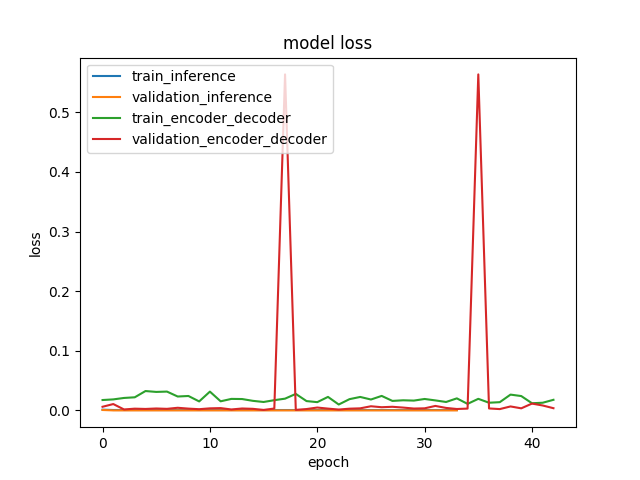 model loss
train_inference
validation_inference
train_encoder_decoder
validation_encoder_decoder
loss
0.5
0.4
0.3
0.2
0.1
0.0
0 10 20 30 40
epoch